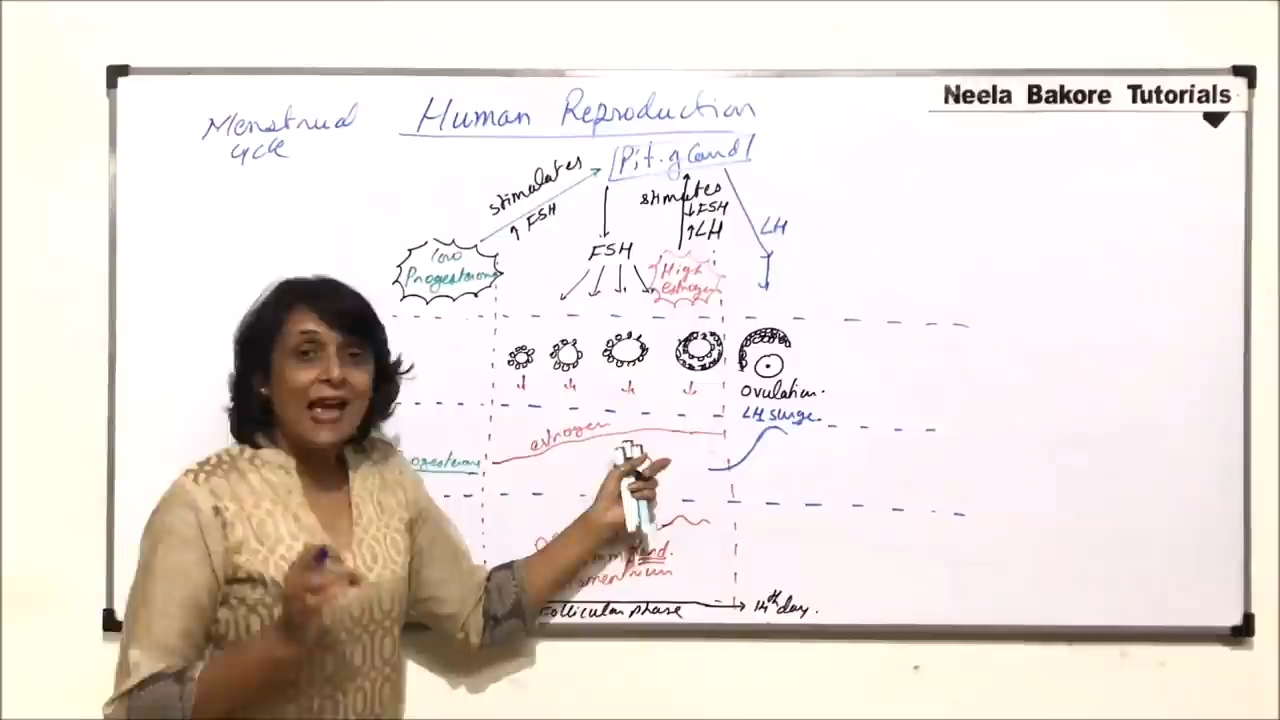 Neela Bakore Tutorials
Menstrual
cycle
Human Reproduction
Pit. gland
stimulates
↑ FSH
stimulates
↓ FSH
↑ LH
LH
FSH
low
Progesterone
High
estrogen
ovulation.
LH surge
estrogen
ogesterone
Follicular phase
14th day.